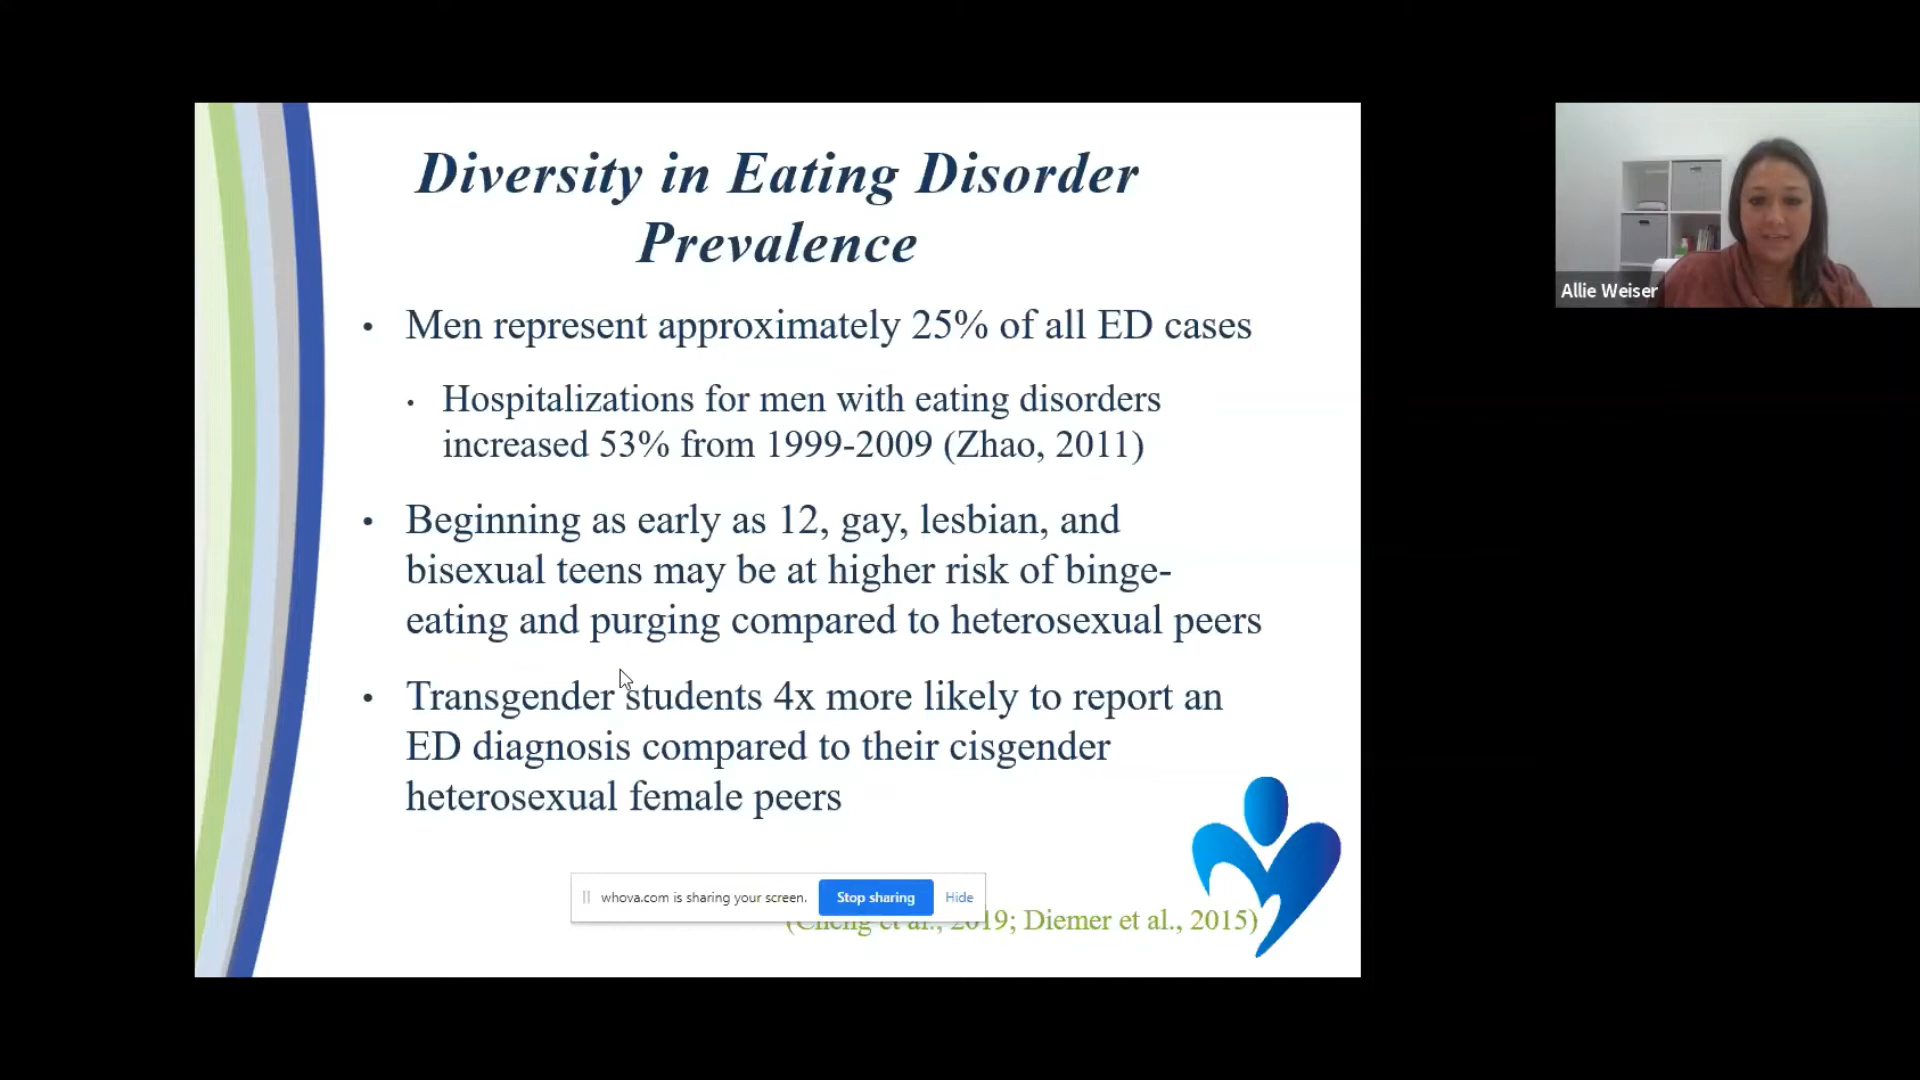 Diversity in Eating Disorder
Prevalence
• Men represent approximately 25% of all ED cases
• Hospitalizations for men with eating disorders
increased 53% from 1999-2009 (Zhao, 2011)
• Beginning as early as 12, gay, lesbian, and
bisexual teens may be at higher risk of binge-
eating and purging compared to heterosexual peers
• Transgender students 4x more likely to report an
ED diagnosis compared to their cisgender
heterosexual female peers
whova.com is sharing your screen. Stop sharing Hide
(Cheng et al., 2019; Diemer et al., 2015)
Allie Weiser